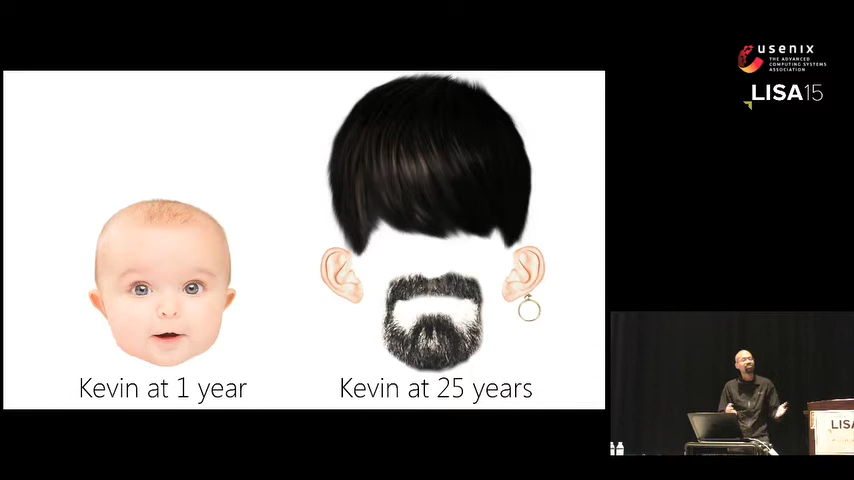 usenix
THE ADVANCED
COMPUTING SYSTEMS
ASSOCIATION
LISA15
Kevin at 1 year
Kevin at 25 years
LISA